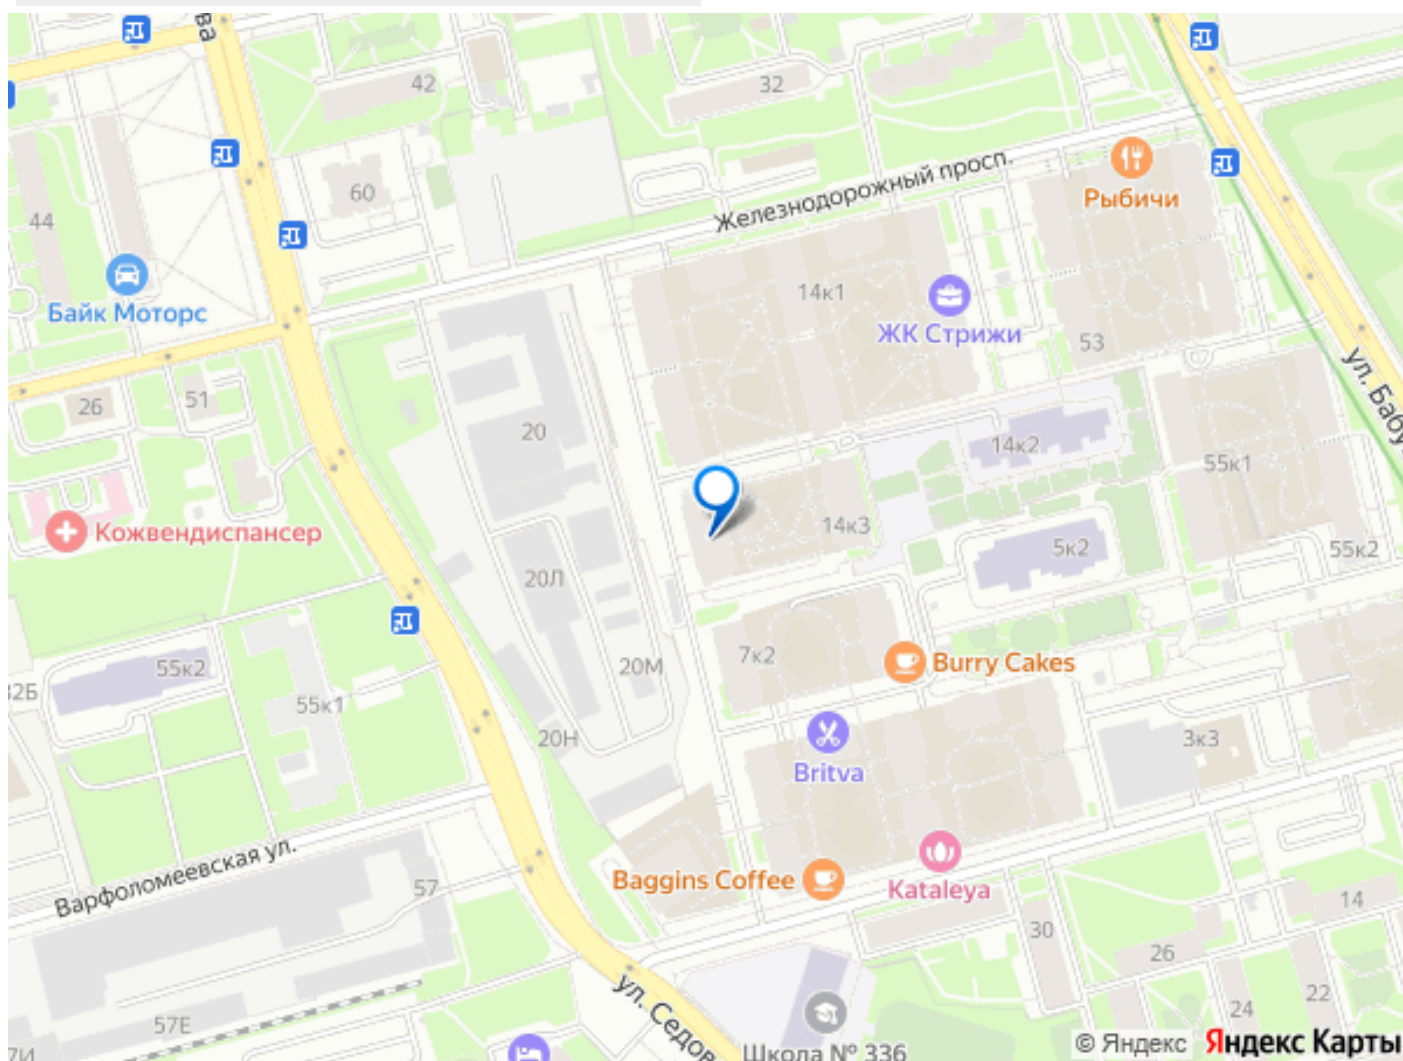 ва
42
32
60
Железнодорожный просп.
Рыбичи
44
Байк Моторс
14к1
ЖК Стрижи
53
ул. Бабу
26
51
20
14к2
55к1
Кожвендиспансер
14к3
5к2
55к2
20Л
7к2
Burry Cakes
55к2
32Б
20М
55к1
20Н
3к3
Britva
Варфоломеевская ул.
57
Baggins Coffee
Kataleya
14
30
26
22
24
ул. Седов
57Е
7И
Школа № 336
© Яндекс Яндекс Карты